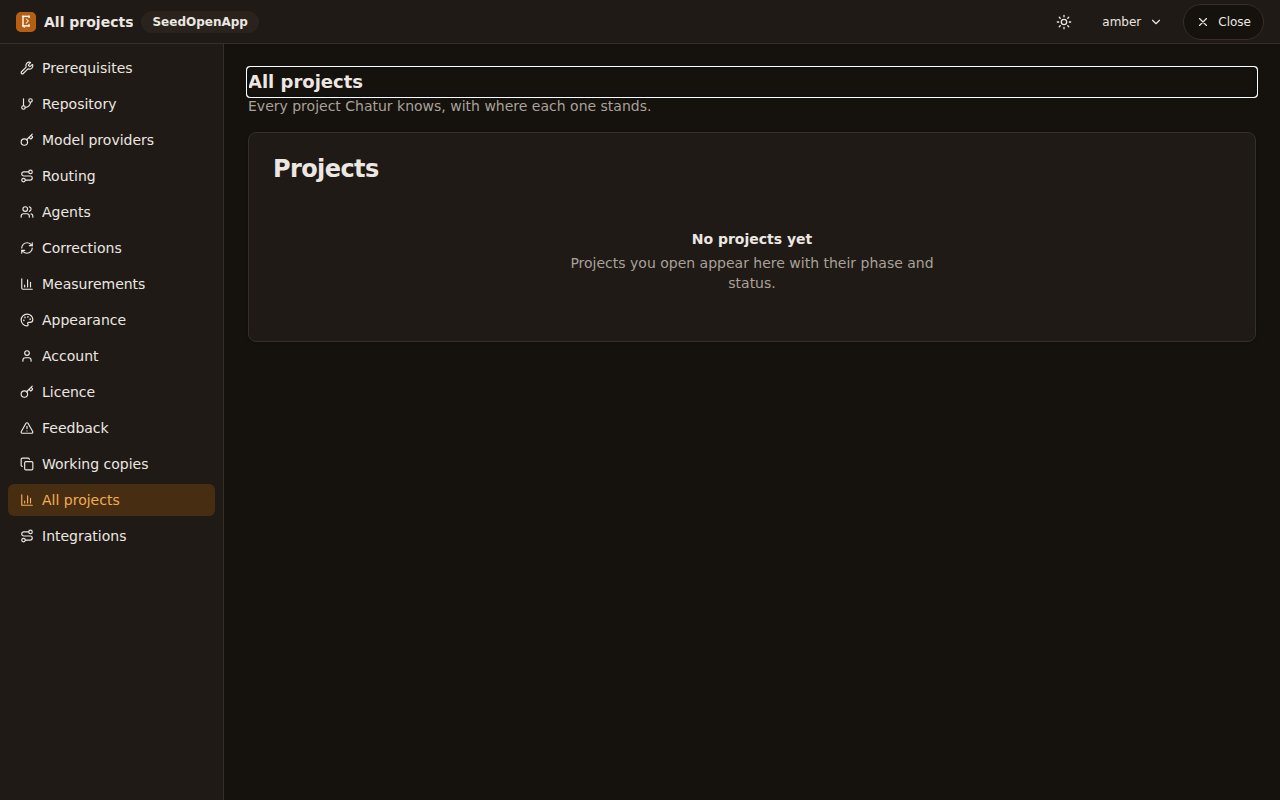 All projects SeedOpenApp amber Close
Prerequisites
Repository
Model providers
Routing
Agents
Corrections
Measurements
Appearance
Account
Licence
Feedback
Working copies
All projects
Integrations
All projects
Every project Chatur knows, with where each one stands.
Projects
No projects yet
Projects you open appear here with their phase and
status.